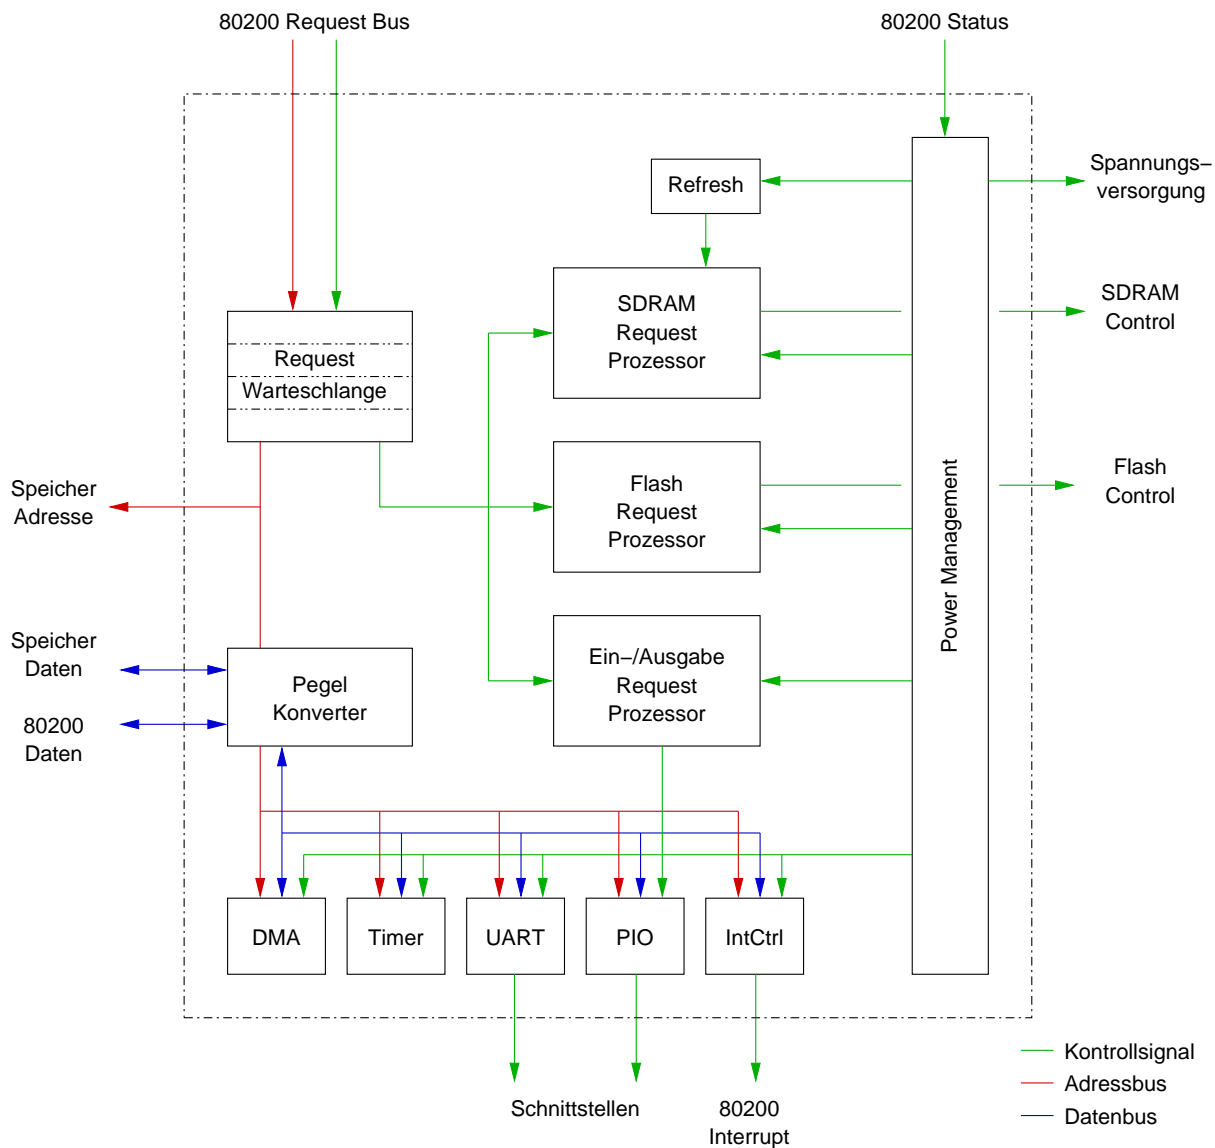 80200 Request Bus
80200 Status
Refresh
Spannungs–
versorgung
SDRAM
Request
Prozessor
SDRAM
Control
Request
Warteschlange
Flash
Request
Prozessor
Flash
Control
Speicher
Adresse
Power Management
Speicher
Daten
80200
Daten
Pegel
Konverter
Ein–/Ausgabe
Request
Prozessor
DMA
Timer
UART
PIO
IntCtrl
Schnittstellen
80200
Interrupt
Kontrollsignal
Adressbus
Datenbus